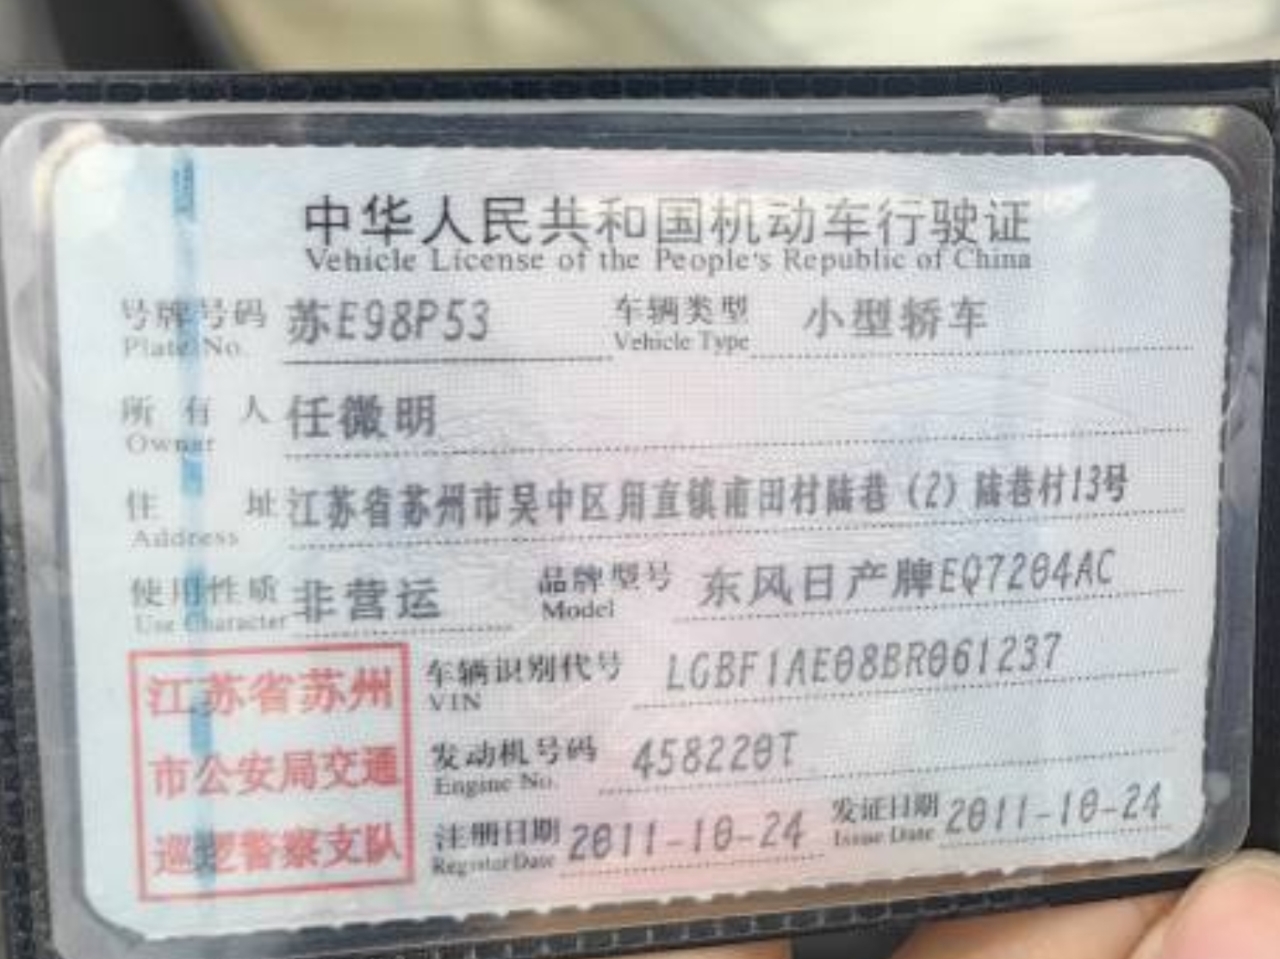 中华人民共和国机动车行驶证
Vehicle License of the People's Republic of China
号牌号码 苏E98P53 车辆类型 小型轿车
Plate No. Vehicle Type
所有人 任微明
Owner
住址 江苏省苏州市吴中区甪直镇甫田村陆巷（2）陆巷村13号
Address
使用性质 非营运 品牌型号 东风日产牌EQ7204AC
Use Character Model
车辆识别代号 LGBF1AE08BR061237
VIN
发动机号码 458220T
Engine No.
注册日期 2011-10-24 发证日期 2011-10-24
Register Date Issue Date
江苏省苏州
市公安局交通
巡逻警察支队